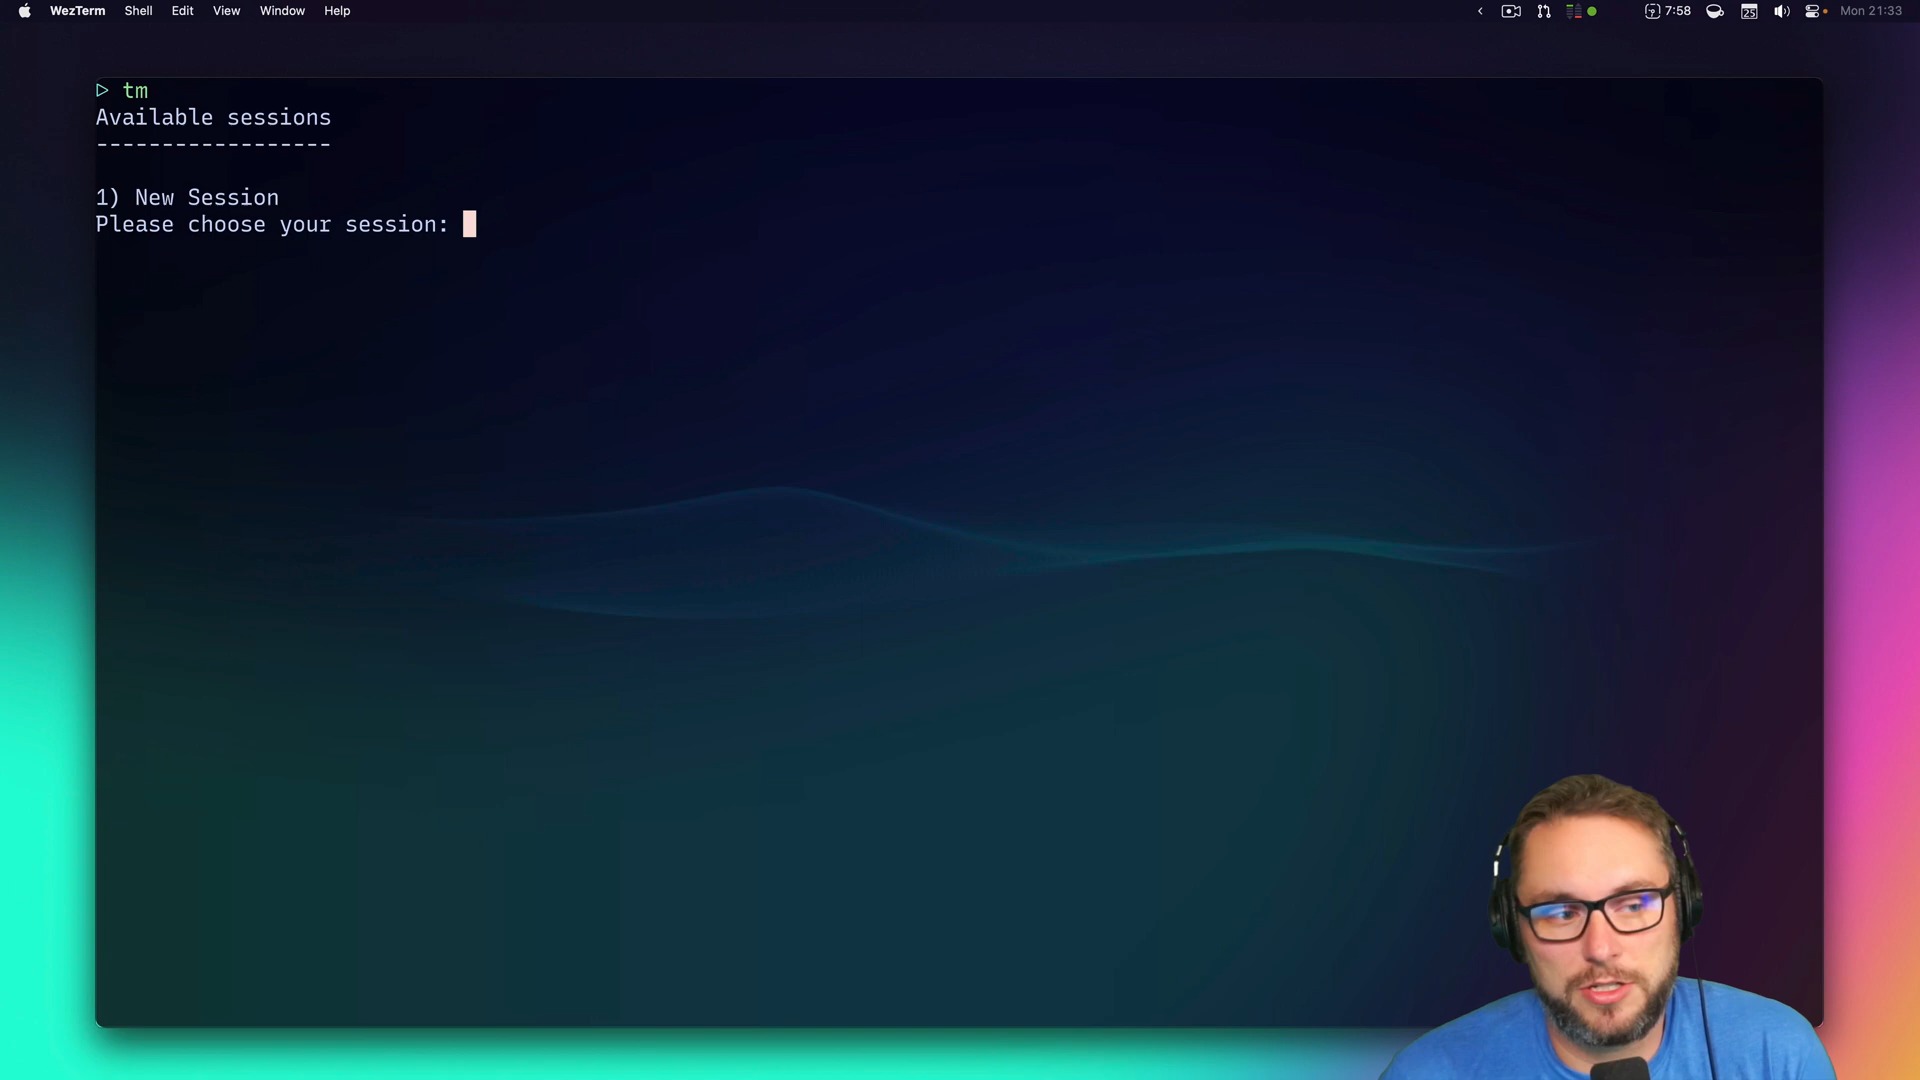 WezTerm Shell Edit View Window Help 7:58 25 Mon 21:33
▷ tm
Available sessions
------------------
1) New Session
Please choose your session: